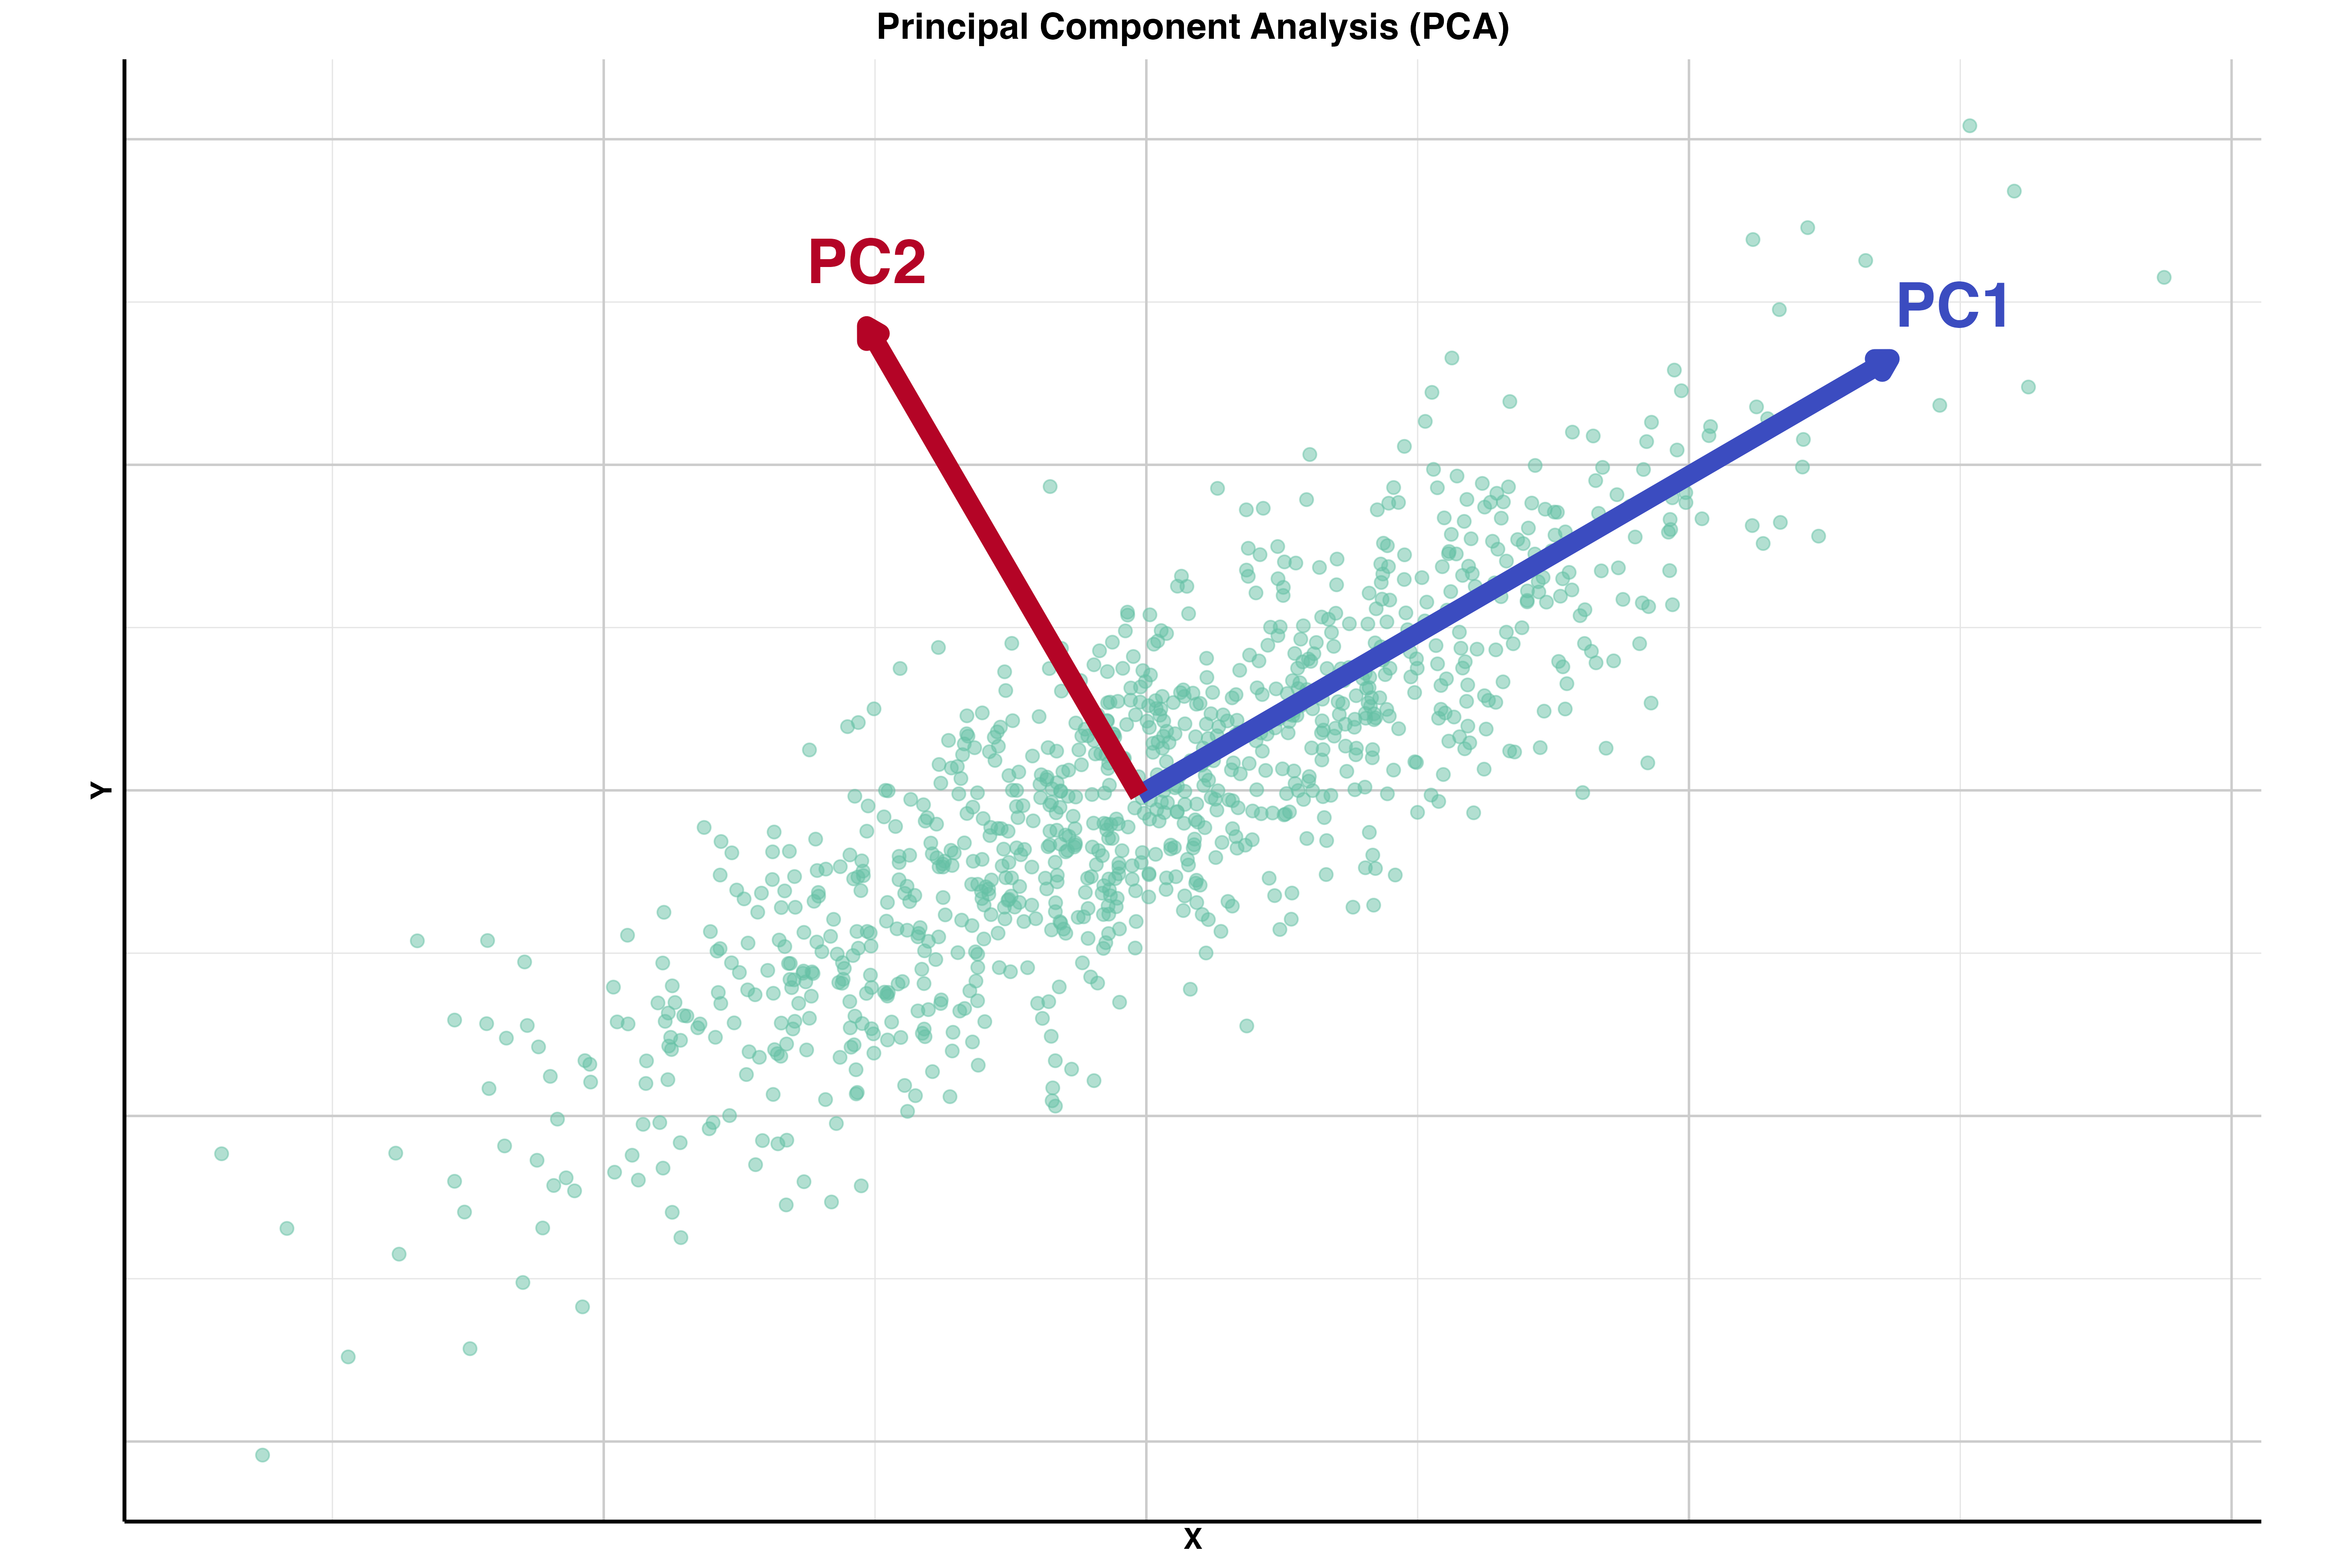 Principal Component Analysis (PCA)
PC2
PC1
Y
X